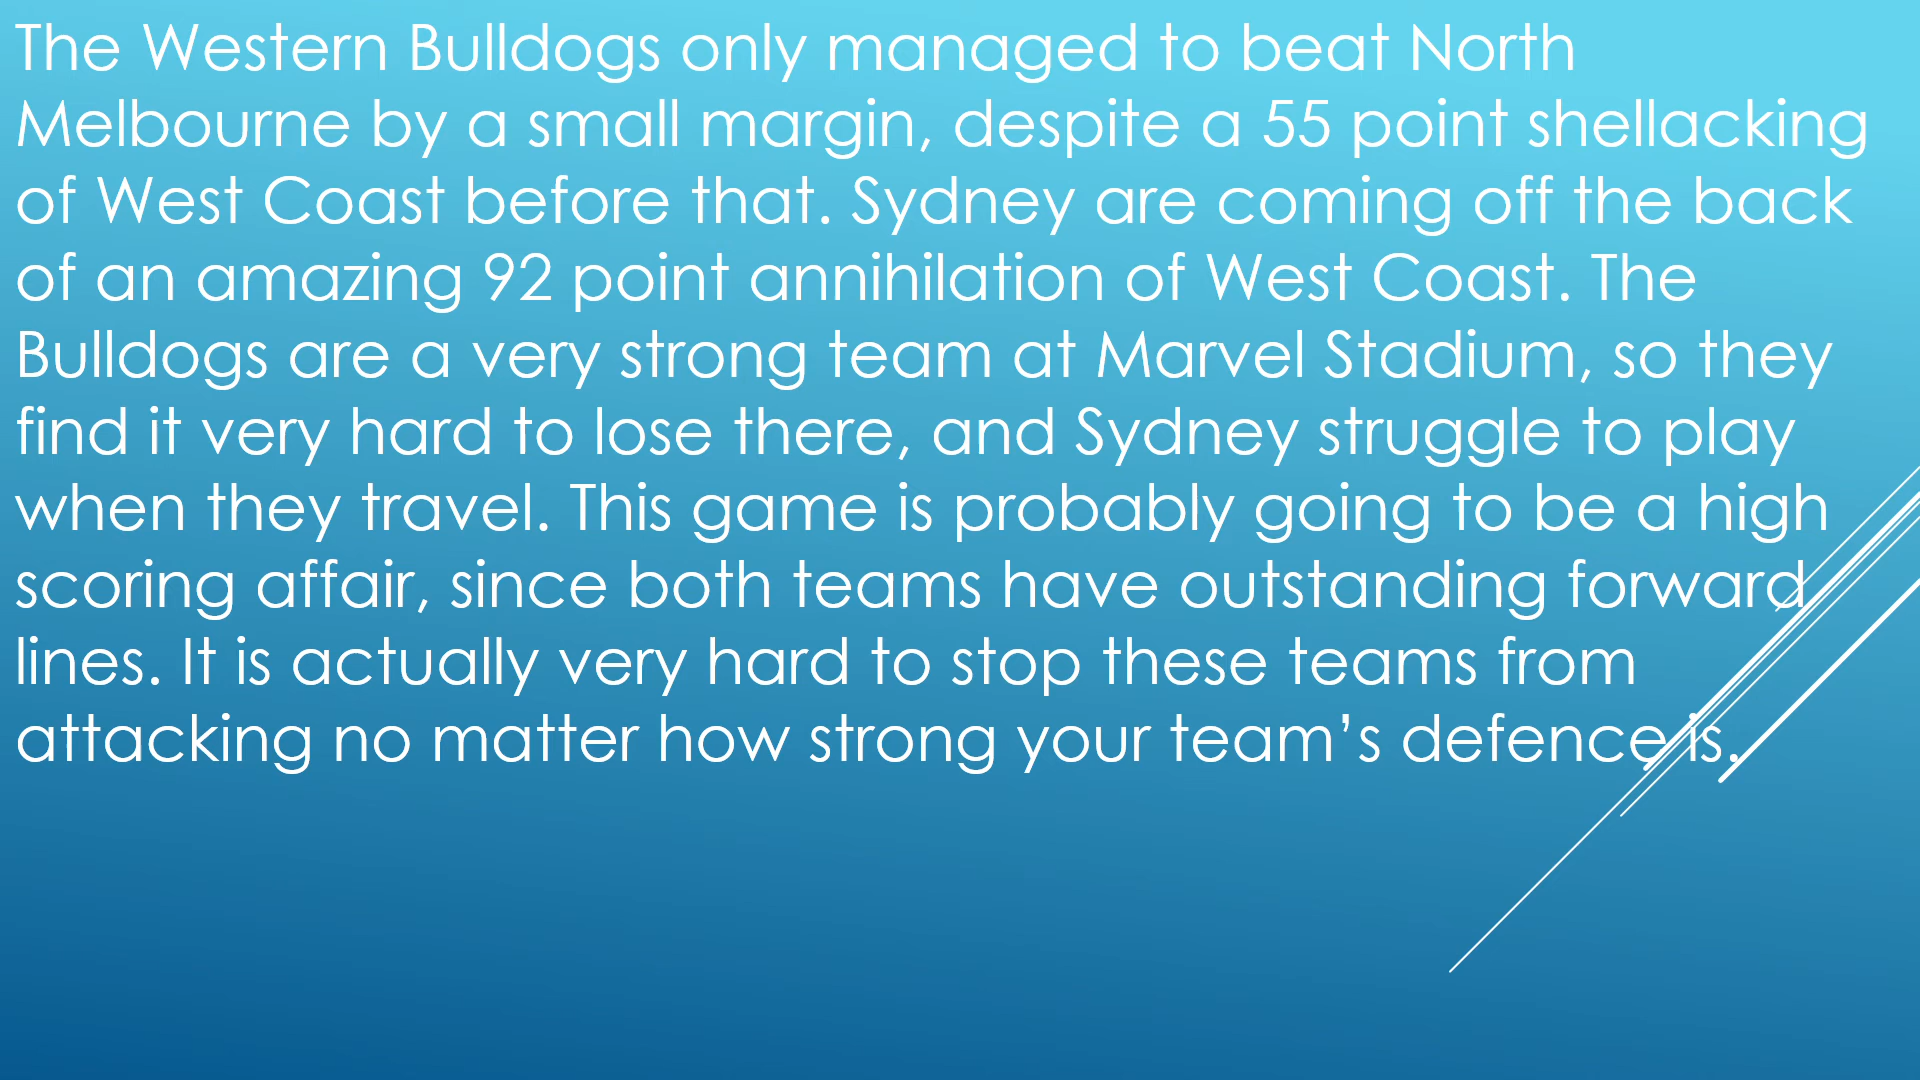 The Western Bulldogs only managed to beat North
Melbourne by a small margin, despite a 55 point shellacking
of West Coast before that. Sydney are coming off the back
of an amazing 92 point annihilation of West Coast. The
Bulldogs are a very strong team at Marvel Stadium, so they
find it very hard to lose there, and Sydney struggle to play
when they travel. This game is probably going to be a high
scoring affair, since both teams have outstanding forward
lines. It is actually very hard to stop these teams from
attacking no matter how strong your team’s defence is.